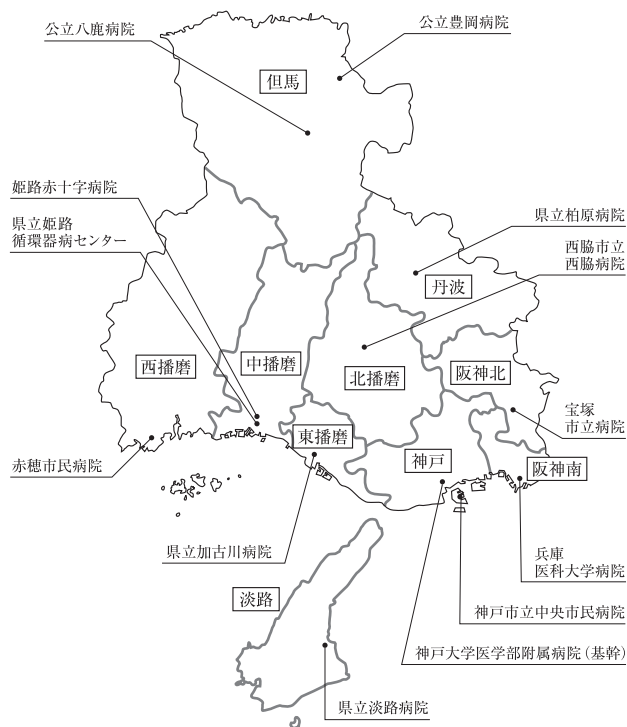 公立八鹿病院
公立豊岡病院
但馬
姫路赤十字病院
県立姫路
循環器病センター
県立柏原病院
西脇市立
西脇病院
丹波
西播磨
中播磨
北播磨
阪神北
宝塚
市立病院
東播磨
神戸
阪神南
赤穂市民病院
県立加古川病院
兵庫
医科大学病院
淡路
神戸市立中央市民病院
神戸大学医学部附属病院(基幹)
県立淡路病院